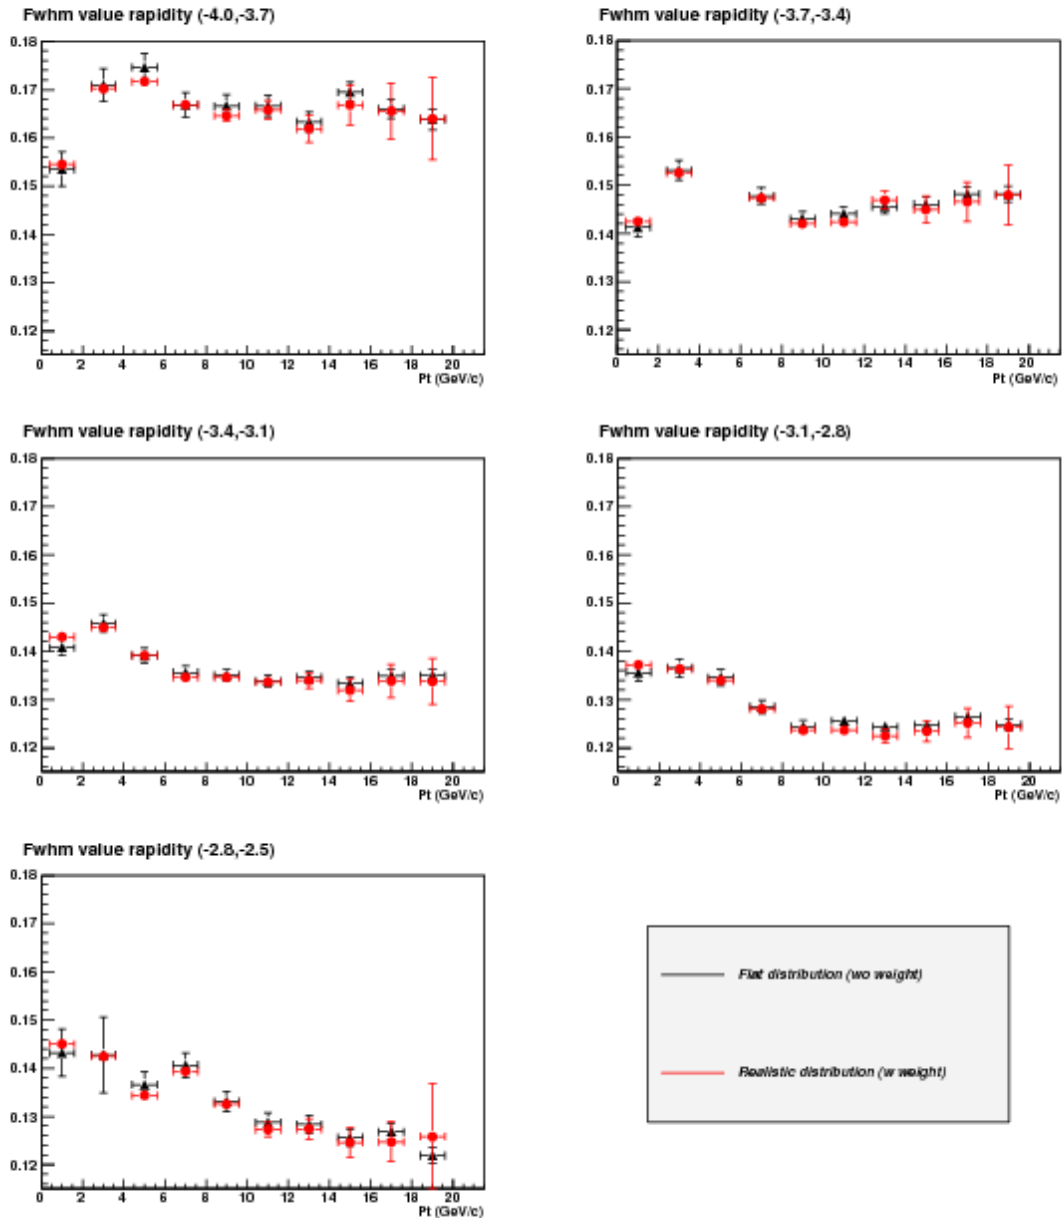 Fwhm value rapidity (-4.0,-3.7)
0.18
0.17
0.16
0.15
0.14
0.13
0.12
0 2 4 6 8 10 12 14 16 18 20
Pt (GeV/c)
Fwhm value rapidity (-3.7,-3.4)
0.18
0.17
0.16
0.15
0.14
0.13
0.12
0 2 4 6 8 10 12 14 16 18 20
Pt (GeV/c)
Fwhm value rapidity (-3.4,-3.1)
0.18
0.17
0.16
0.15
0.14
0.13
0.12
0 2 4 6 8 10 12 14 16 18 20
Pt (GeV/c)
Fwhm value rapidity (-3.1,-2.8)
0.18
0.17
0.16
0.15
0.14
0.13
0.12
0 2 4 6 8 10 12 14 16 18 20
Pt (GeV/c)
Fwhm value rapidity (-2.8,-2.5)
0.18
0.17
0.16
0.15
0.14
0.13
0.12
0 2 4 6 8 10 12 14 16 18 20
Pt (GeV/c)
Flat distribution (wo weight)
Realistic distribution (w weight)